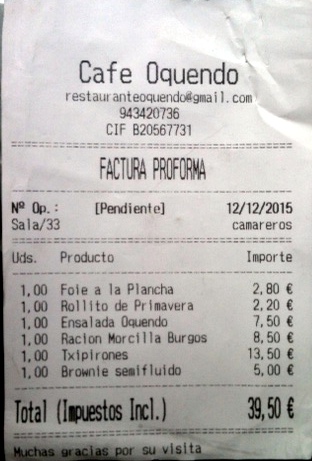 Cafe Oquendo
restauranteoquendo@gmail.com
943420736
CIF B20567731
FACTURA PROFORMA
Nº Op.: [Pendiente] 12/12/2015
Sala/33 camareros
Uds. Producto Importe
1,00 Foie a la Plancha 2,80 €
1,00 Rollito de Primavera 2,20 €
1,00 Ensalada Oquendo 7,50 €
1,00 Racion Morcilla Burgos 8,50 €
1,00 Txipirones 13,50 €
1,00 Brownie semifluido 5,00 €
Total (Impuestos Incl.) 39,50 €
Muchas gracias por su visita